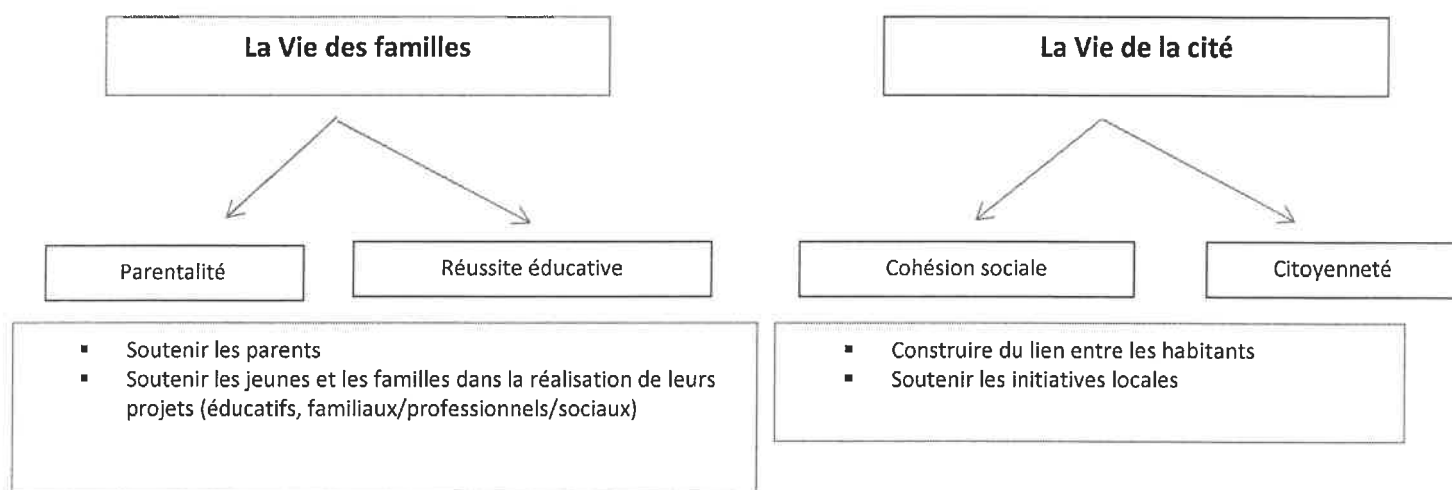 La Vie des familles
La Vie de la cité
Parentalité
Réussite éducative
Cohésion sociale
Citoyenneté
▪ Soutenir les parents
▪ Soutenir les jeunes et les familles dans la réalisation de leurs
projets (éducatifs, familiaux/professionnels/sociaux)
▪ Construire du lien entre les habitants
▪ Soutenir les initiatives locales